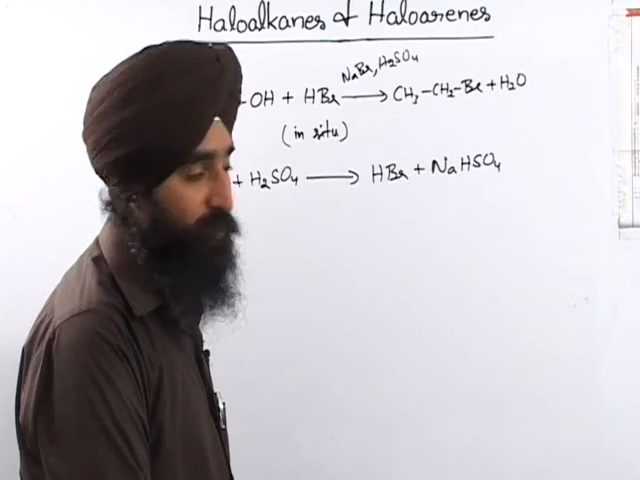 Haloalkanes & Haloarenes
NaBr, H₂SO₄
-OH + HBr ⟶ CH₃-CH₂-Br + H₂O
(in situ)
+ H₂SO₄ ⟶ HBr + NaHSO₄